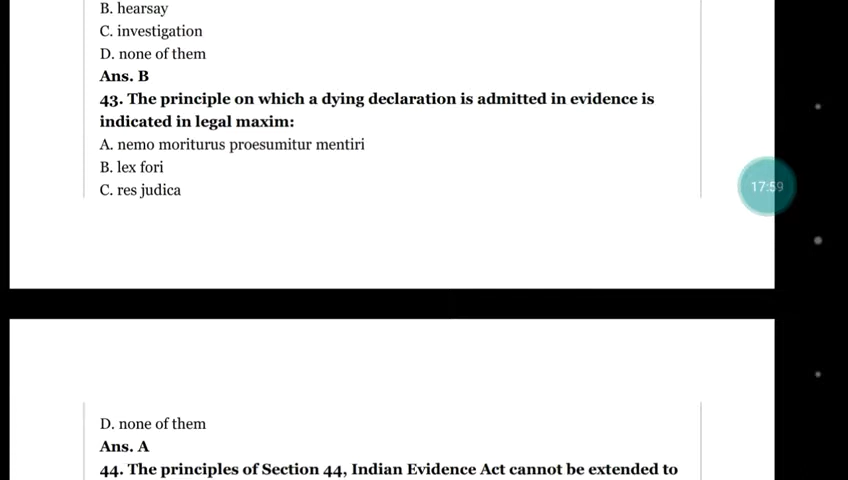 B. hearsay
C. investigation
D. none of them
Ans. B
43. The principle on which a dying declaration is admitted in evidence is
indicated in legal maxim:
A. nemo moriturus proesumitur mentiri
B. lex fori
C. res judica
17:59
D. none of them
Ans. A
44. The principles of Section 44, Indian Evidence Act cannot be extended to